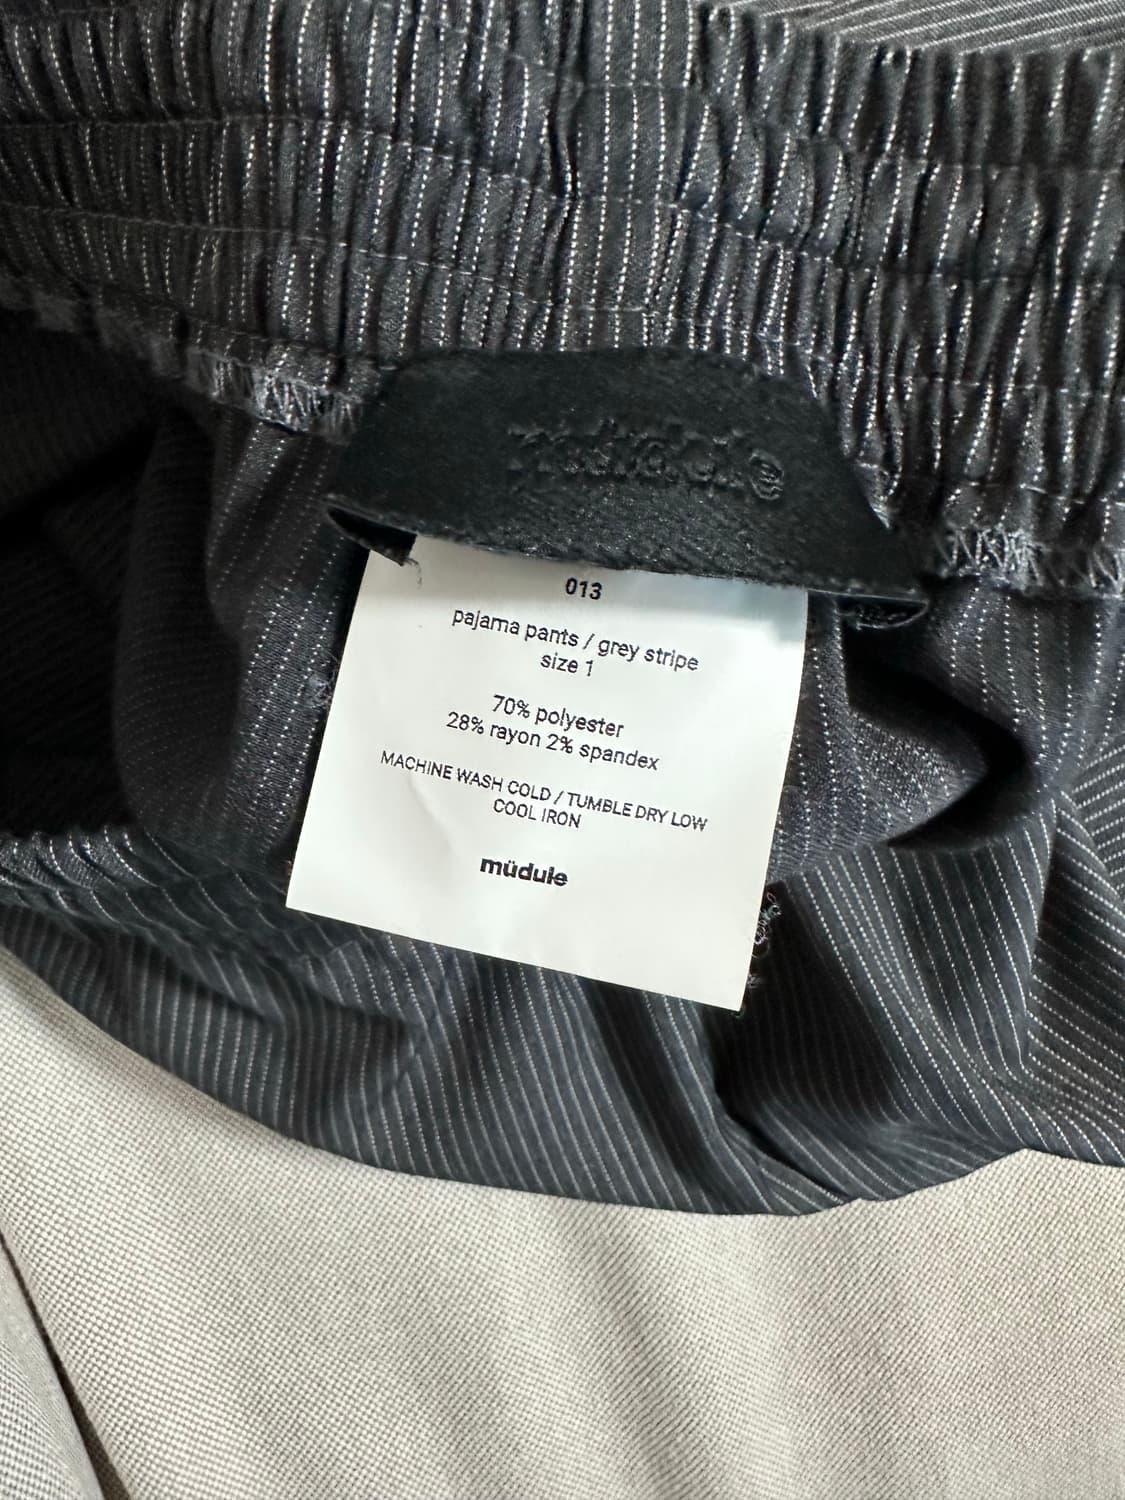 müdule
013
pajama pants / grey stripe
size 1
70% polyester
28% rayon 2% spandex
MACHINE WASH COLD / TUMBLE DRY LOW
COOL IRON
müdule